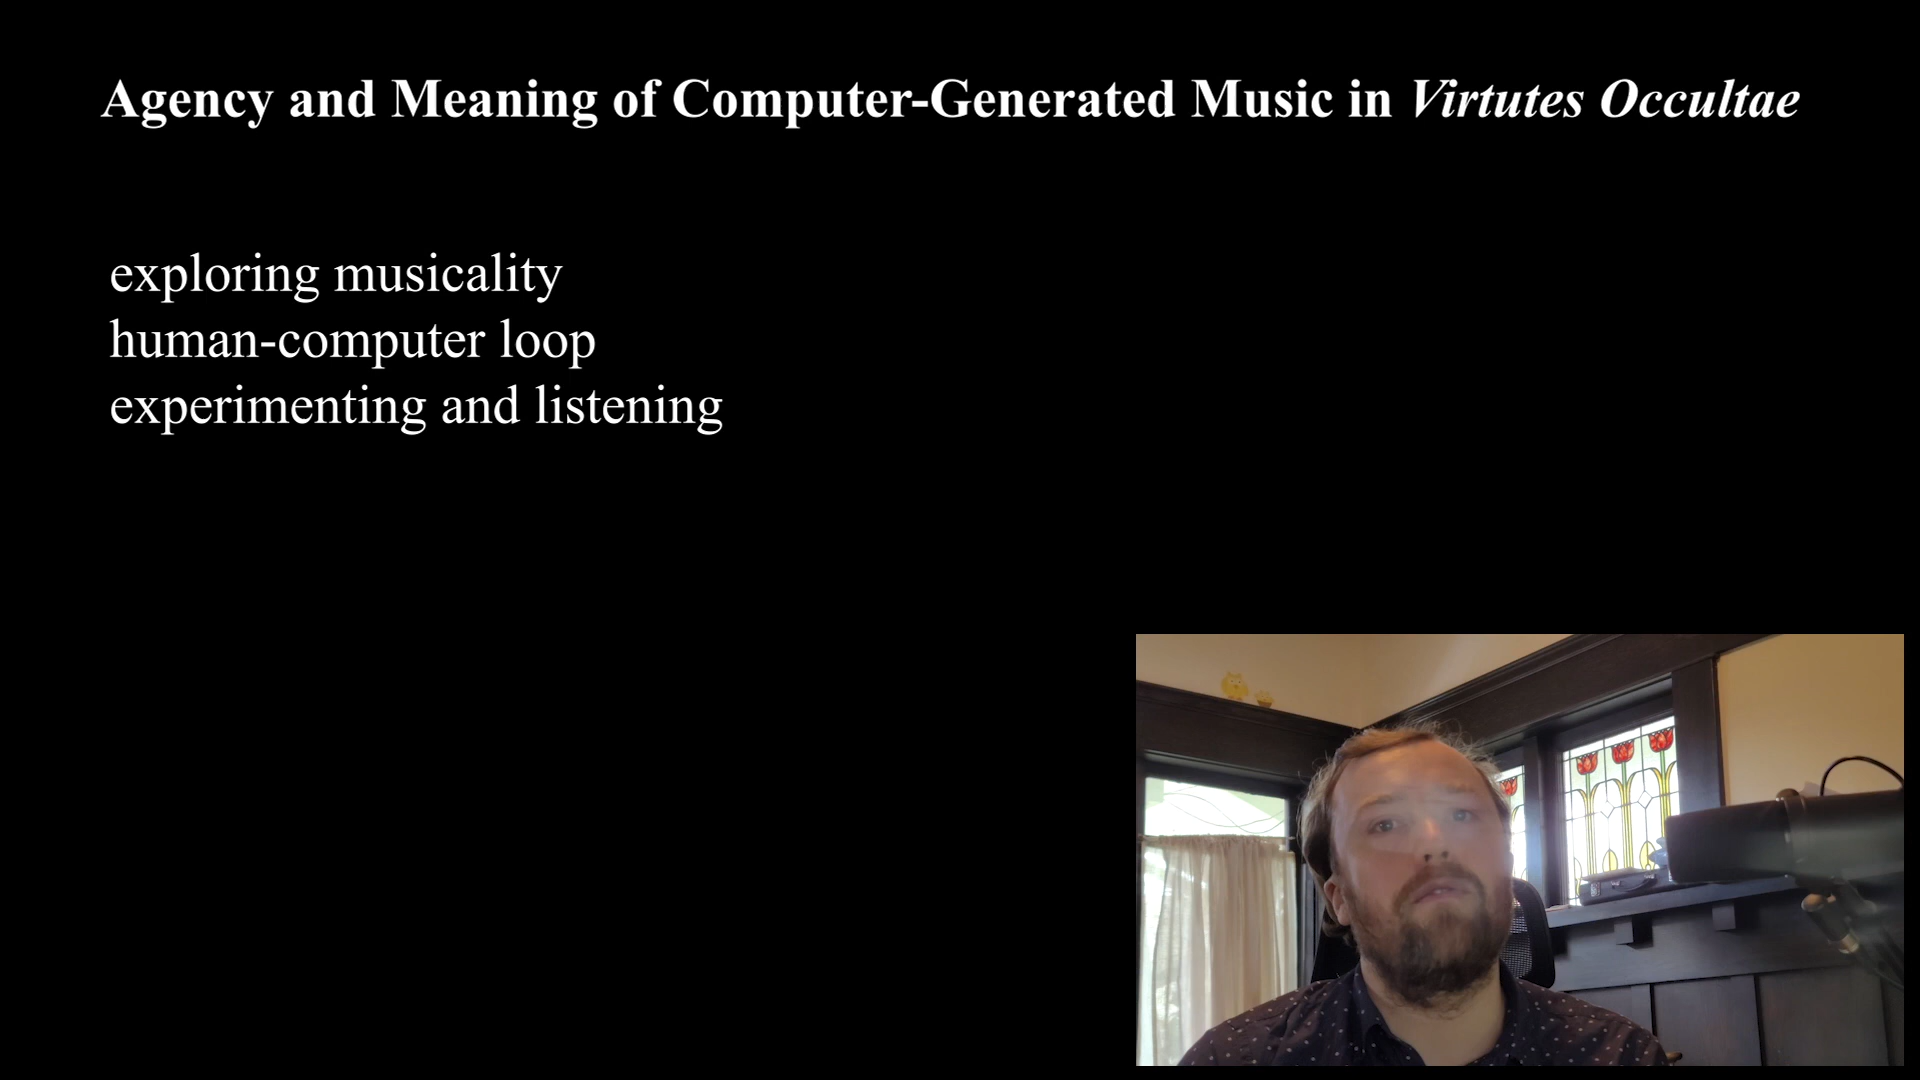 Agency and Meaning of Computer-Generated Music in Virtutes Occultae
exploring musicality
human-computer loop
experimenting and listening